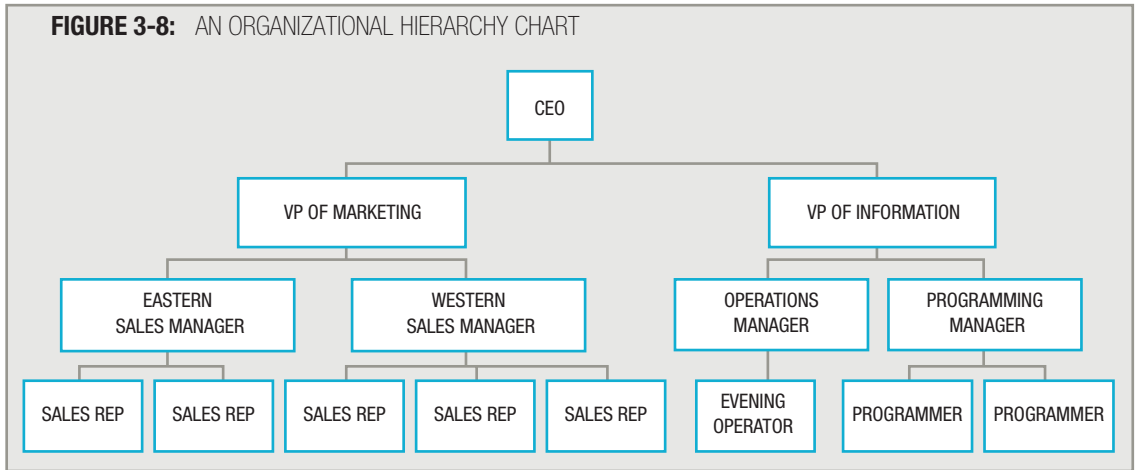 FIGURE 3-8: AN ORGANIZATIONAL HIERARCHY CHART
CEO
VP OF MARKETING
VP OF INFORMATION
EASTERN
SALES MANAGER
WESTERN
SALES MANAGER
OPERATIONS
MANAGER
PROGRAMMING
MANAGER
SALES REP
SALES REP
SALES REP
SALES REP
SALES REP
EVENING
OPERATOR
PROGRAMMER
PROGRAMMER